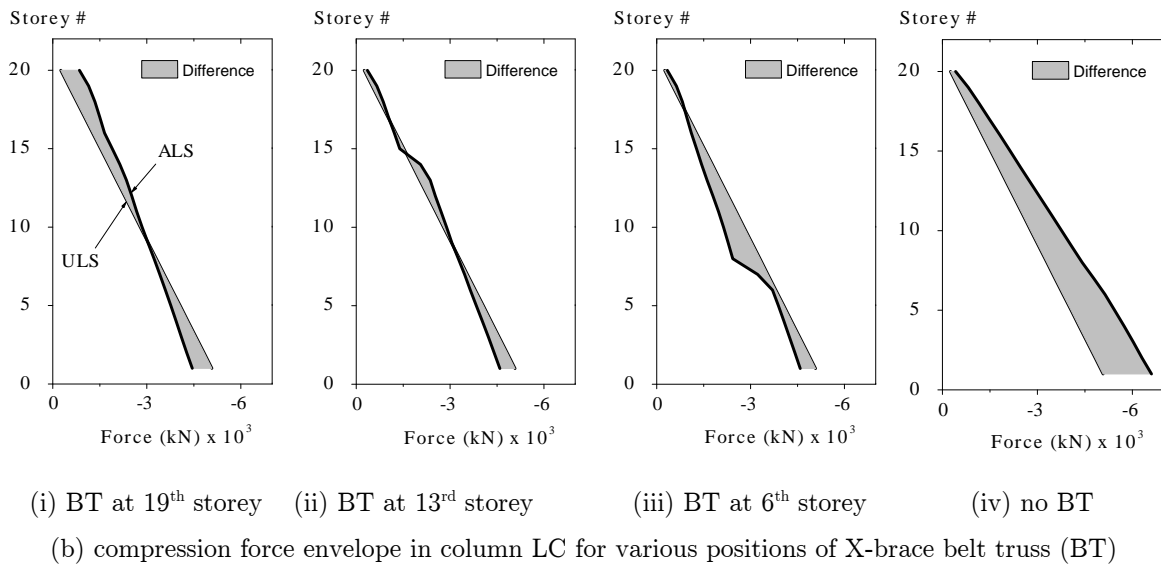 Storey #
Storey #
Storey #
Storey #
20
15
10
5
0
Difference
ALS
ULS
0
-3
-6
Force (kN) x 10³
20
15
10
5
0
Difference
0
-3
-6
Force (kN) x 10³
20
15
10
5
0
Difference
0
-3
-6
Force (kN) x 10³
20
15
10
5
0
Difference
0
-3
-6
Force (kN) x 10³
(i) BT at 19th storey
(ii) BT at 13rd storey
(iii) BT at 6th storey
(iv) no BT
(b) compression force envelope in column LC for various positions of X-brace belt truss (BT)